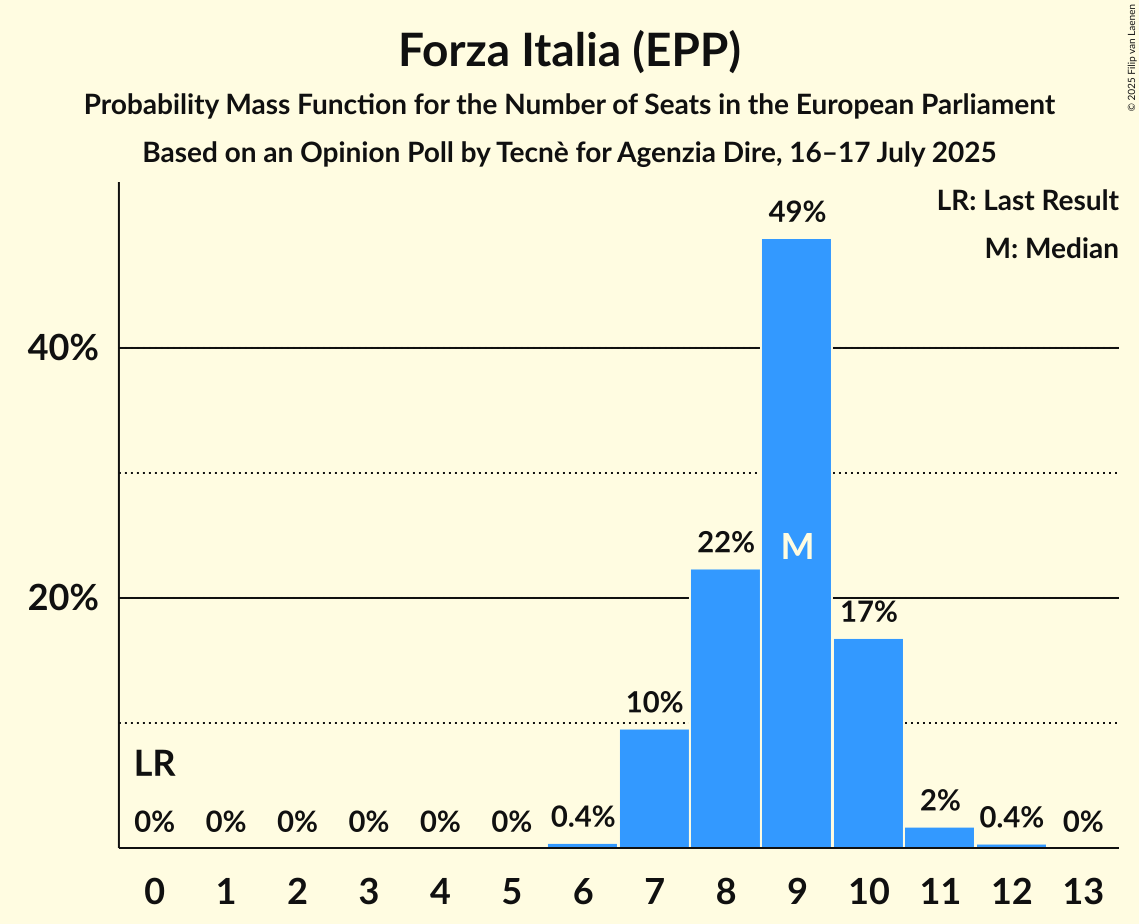 Forza Italia (EPP)
Probability Mass Function for the Number of Seats in the European Parliament
Based on an Opinion Poll by Tecnè for Agenzia Dire, 16–17 July 2025
© 2025 Filip van Laenen
LR: Last Result
M: Median
40%
20%
LR
0% 0% 0% 0% 0% 0% 0.4% 10% 22% 49% 17% 2% 0.4% 0%
M
0 1 2 3 4 5 6 7 8 9 10 11 12 13